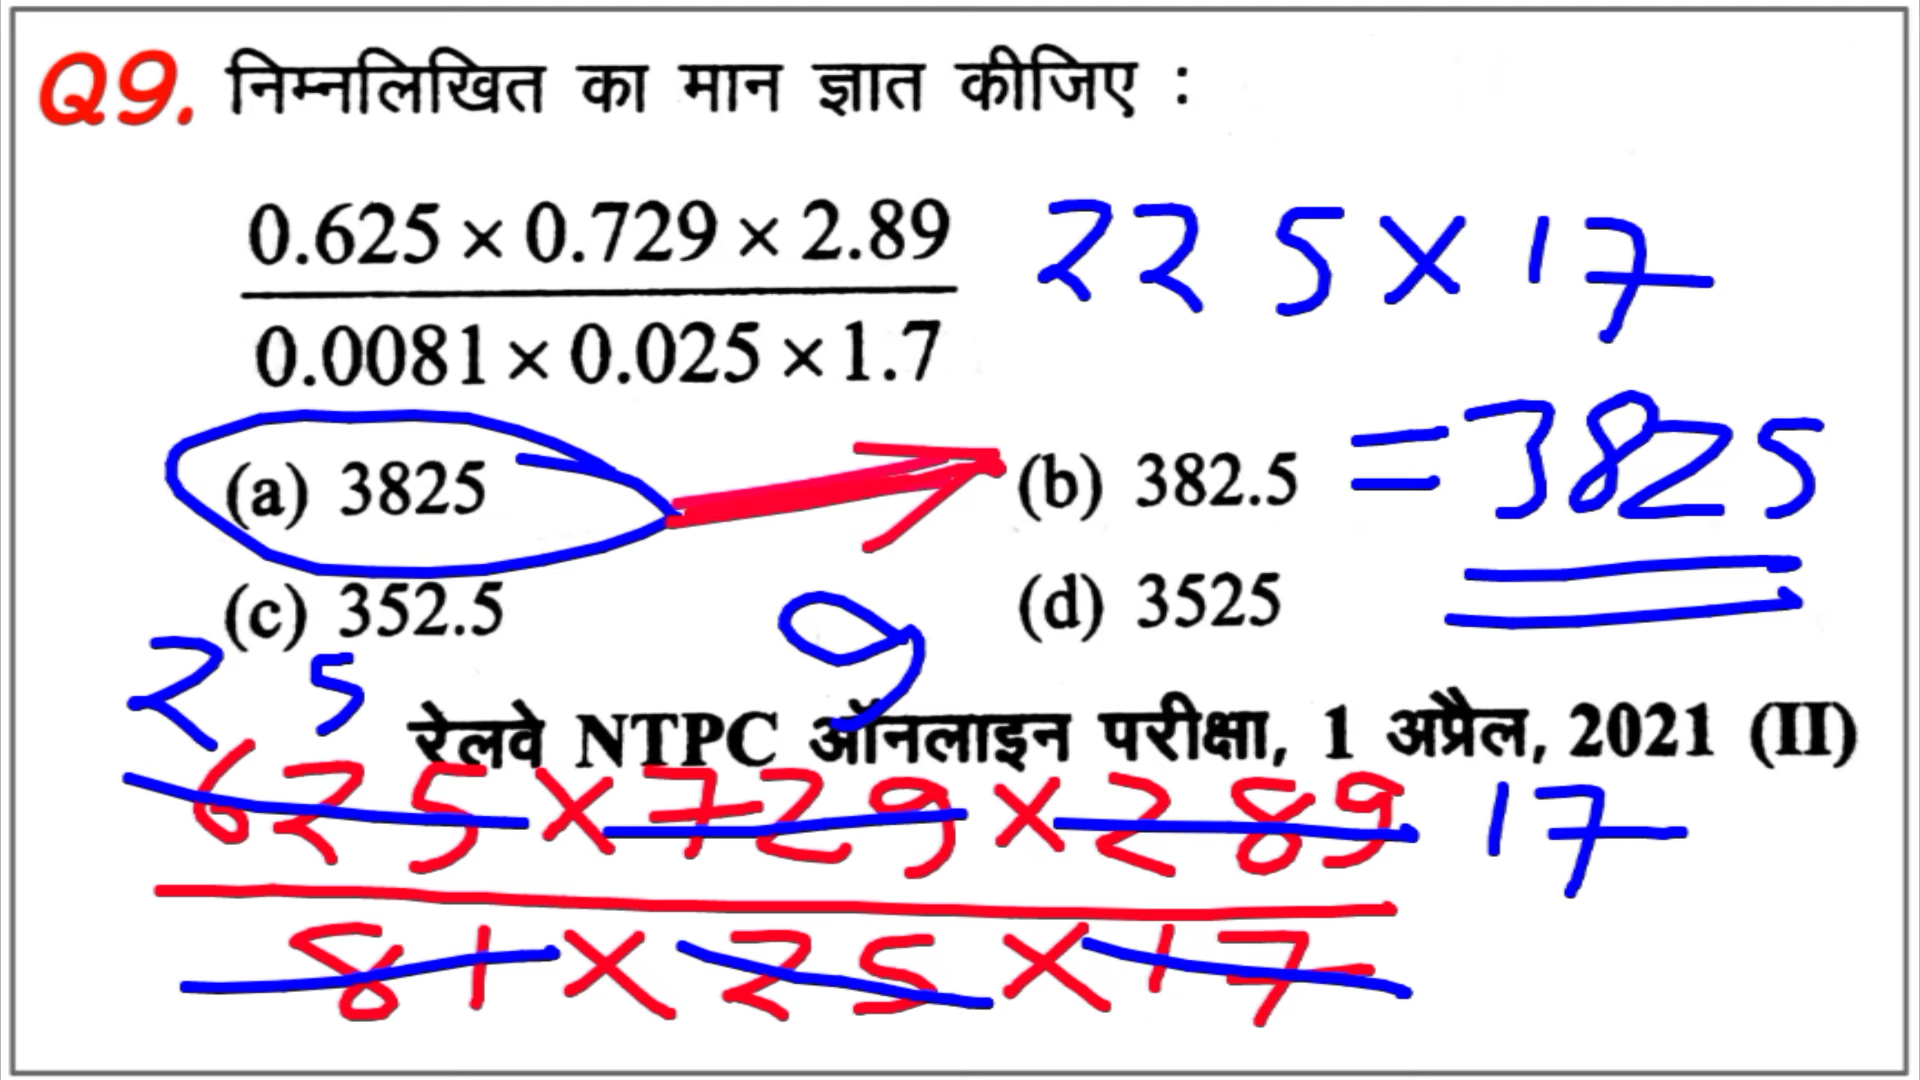 Q9. निम्नलिखित का मान ज्ञात कीजिए :
0.625 × 0.729 × 2.89
0.0081 × 0.025 × 1.7
225 × 17
= 3825
(a) 3825 (b) 382.5
(c) 352.5 (d) 3525
रेलवे NTPC ऑनलाइन परीक्षा, 1 अप्रैल, 2021 (II)
25 9 17
625 × 729 × 289
81 × 25 × 17